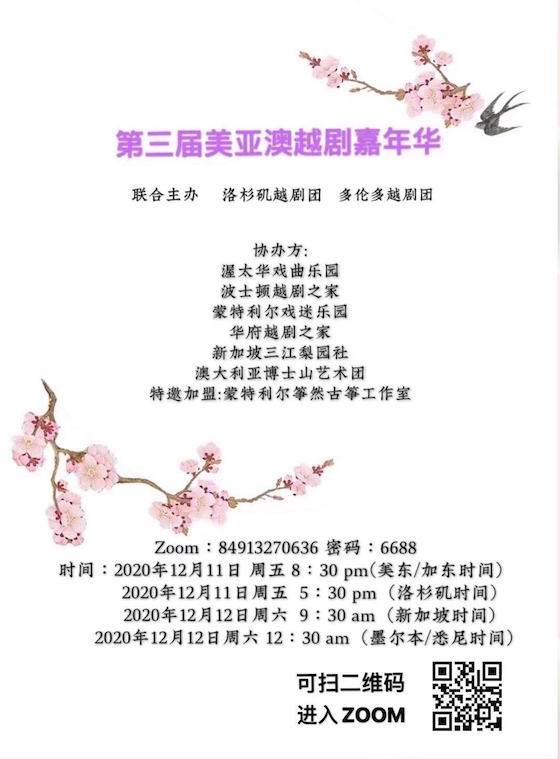 第三届美亚澳越剧嘉年华
联合主办 洛杉矶越剧团 多伦多越剧团
协办方:
渥太华戏曲乐园
波士顿越剧之家
蒙特利尔戏迷乐园
华府越剧之家
新加坡三江梨园社
澳大利亚博士山艺术团
特邀加盟:蒙特利尔筝然古筝工作室
Zoom：84913270636 密码：6688
时间：2020年12月11日 周五 8：30 pm(美东/加东时间)
2020年12月11日周五 5：30 pm (洛杉矶时间)
2020年12月12日周六 9：30 am (新加坡时间)
2020年12月12日周六 12：30 am (墨尔本/悉尼时间)
可扫二维码
进入 ZOOM